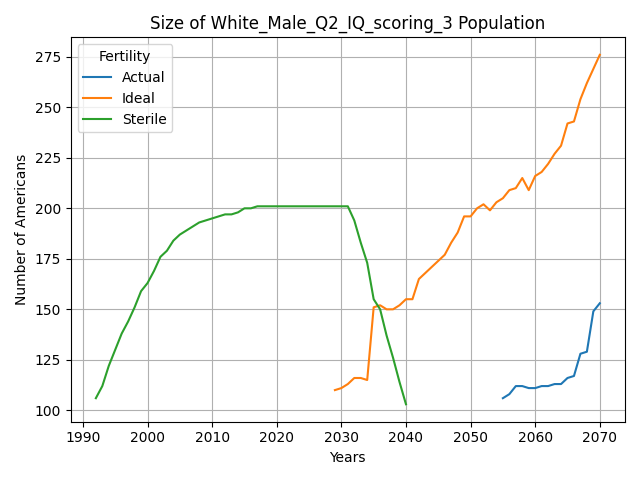 Size of White_Male_Q2_IQ_scoring_3 Population
Fertility
Actual
Ideal
Sterile
Number of Americans
275
250
225
200
175
150
125
100
1990 2000 2010 2020 2030 2040 2050 2060 2070
Years